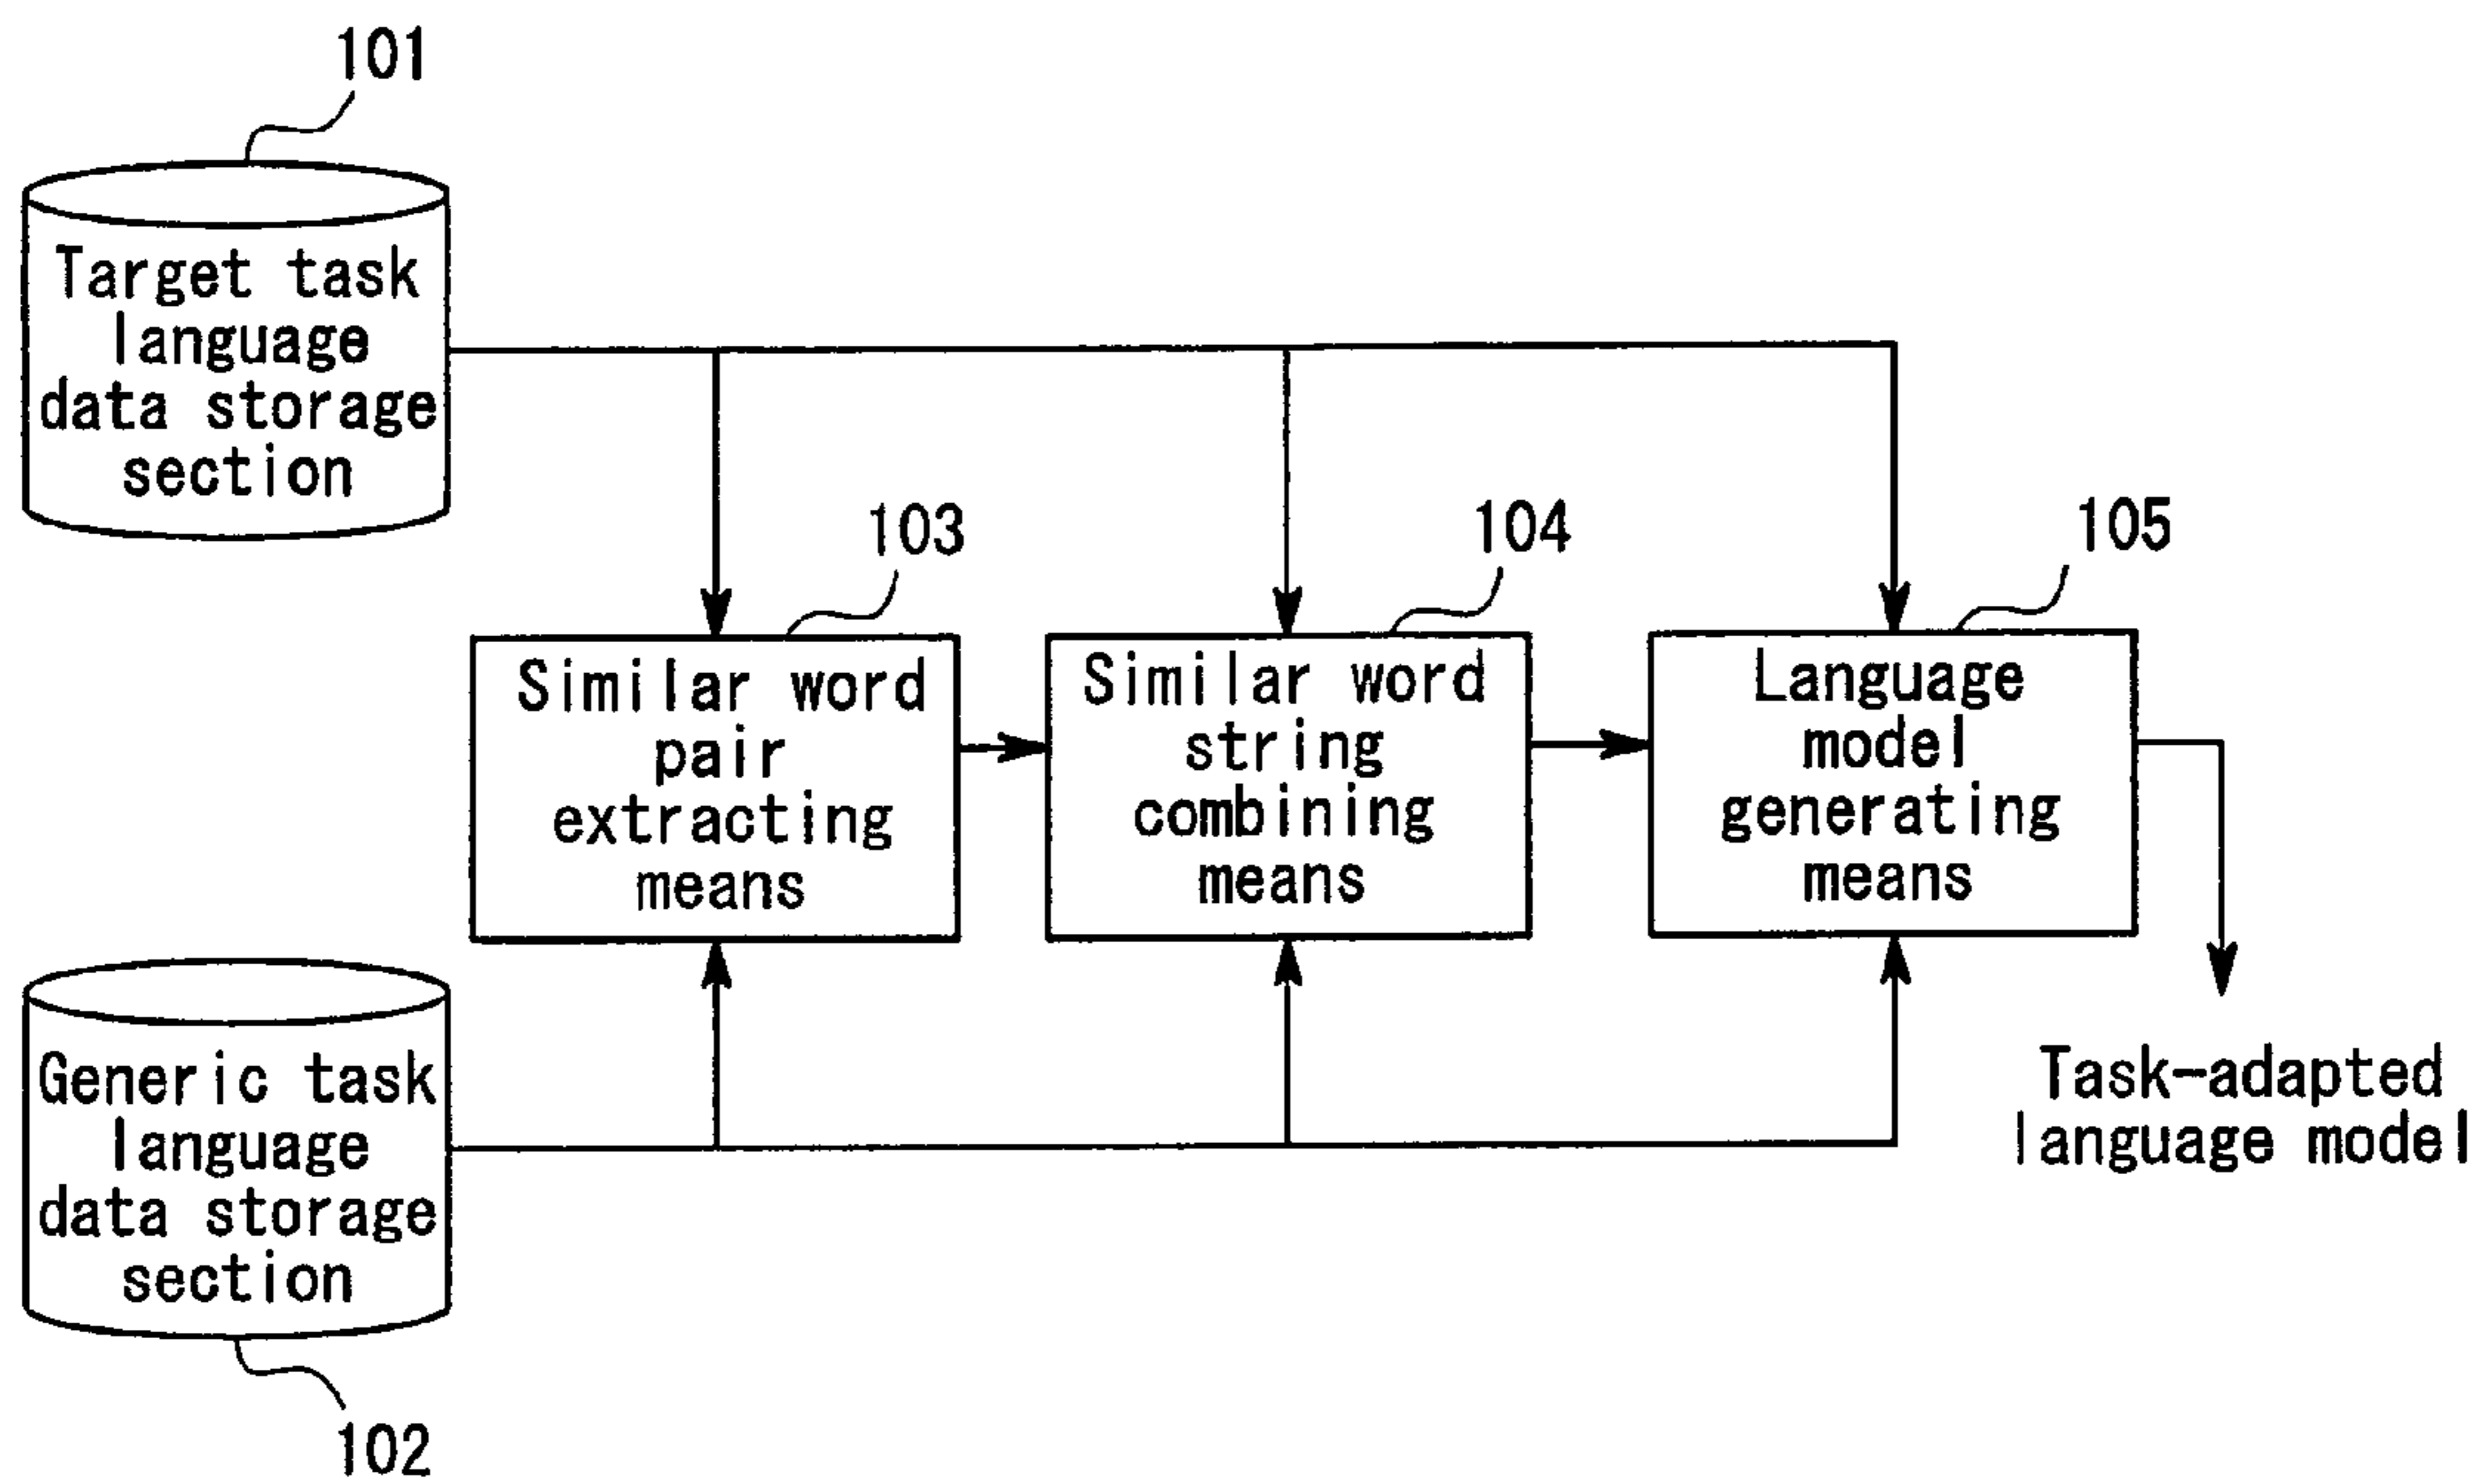 101
Target task
language
data storage
section
103
104
105
Similar word
pair
extracting
means
Similar word
string
combining
means
Language
model
generating
means
Generic task
language
data storage
section
Task-adapted
language model
102